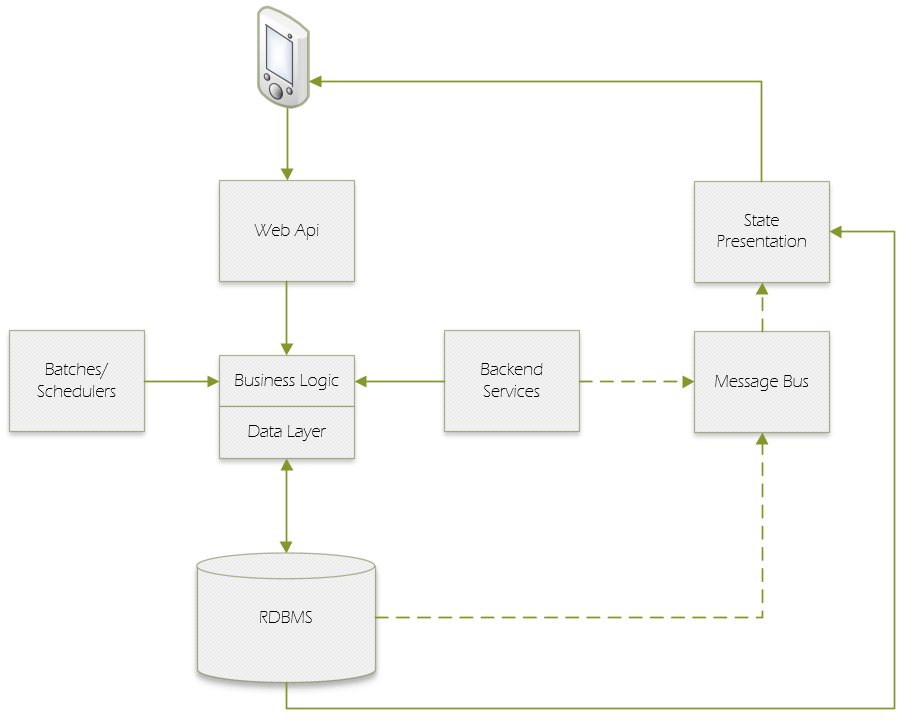 Web Api
State
Presentation
Batches/
Schedulers
Business Logic
Backend
Services
Message Bus
Data Layer
RDBMS